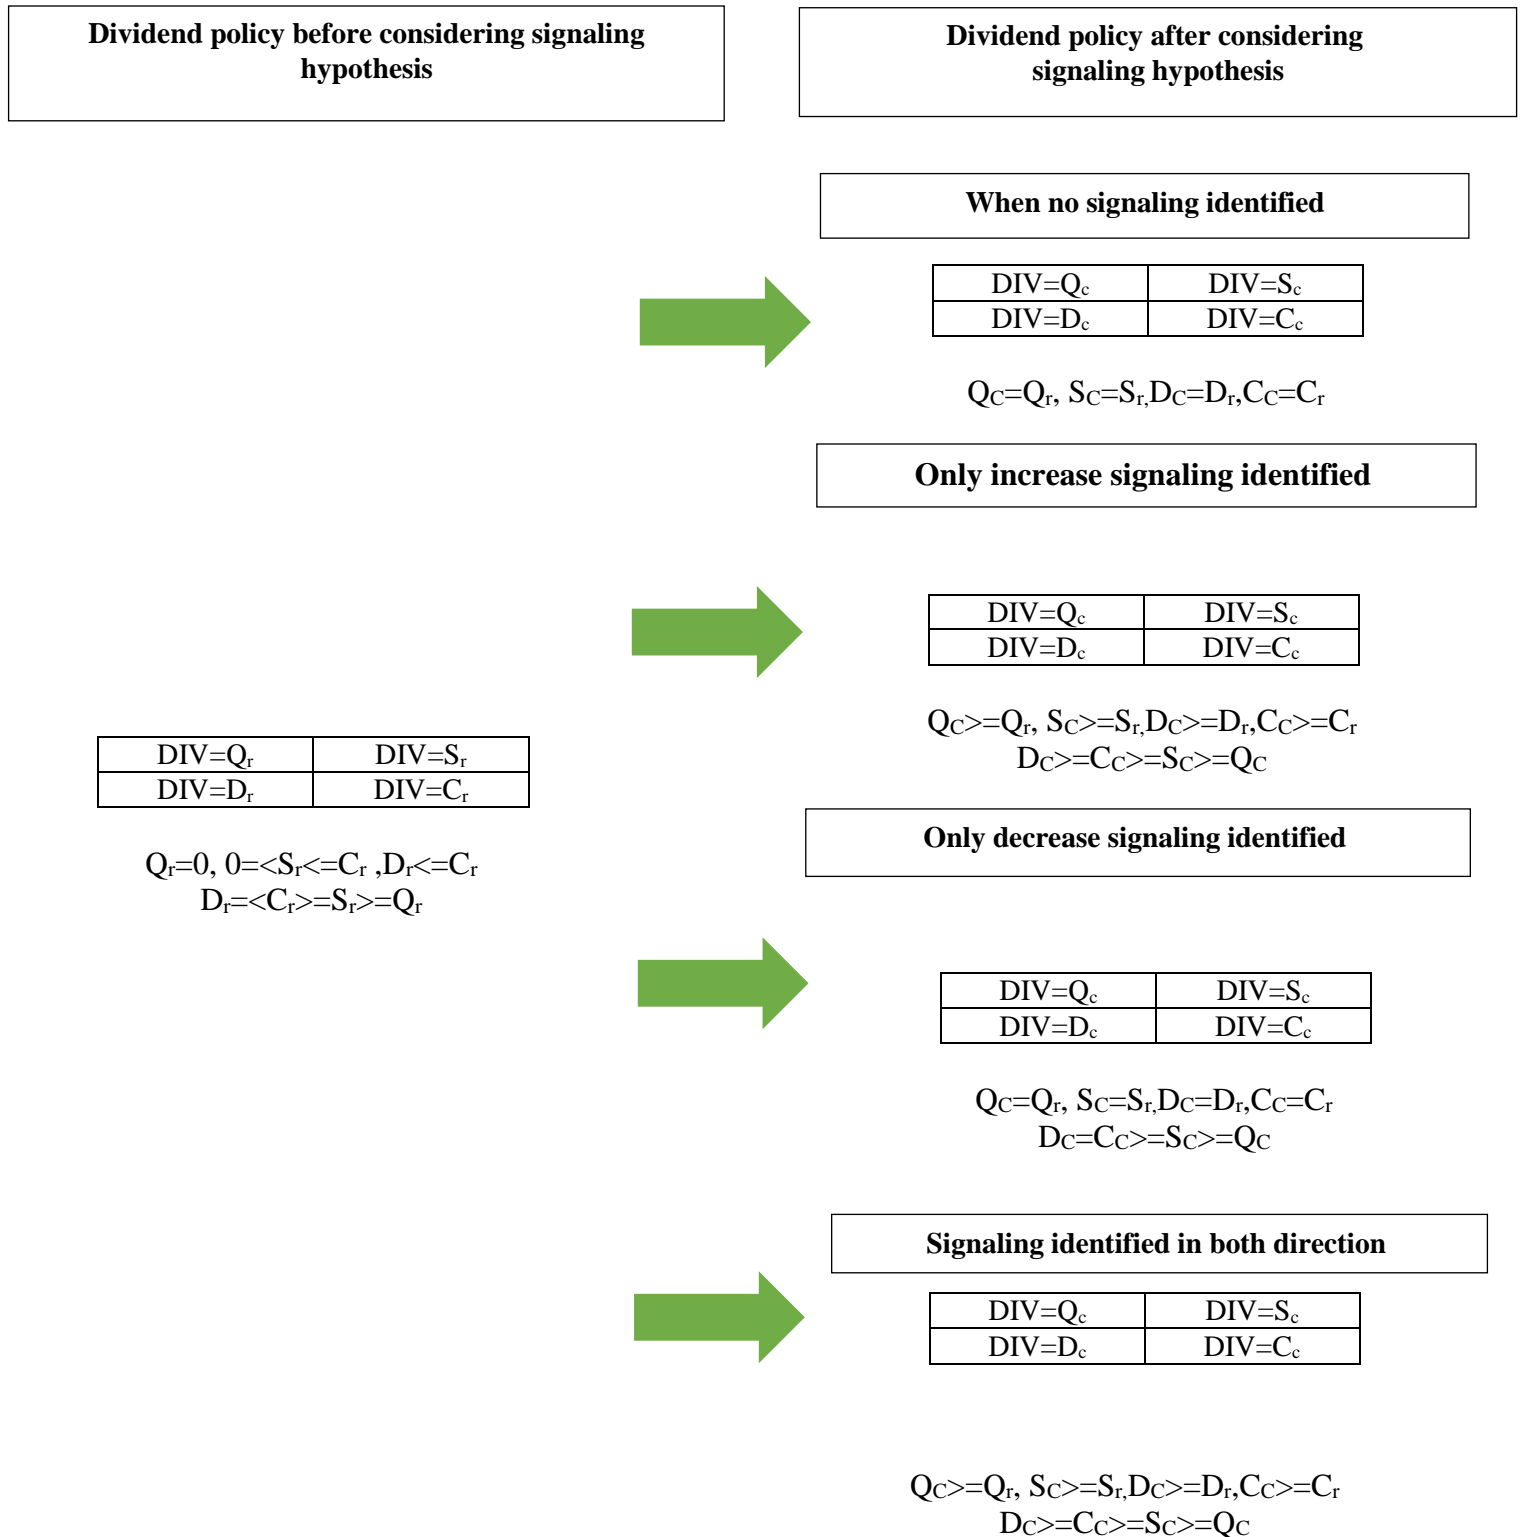 Dividend policy before considering signaling
hypothesis
Dividend policy after considering
signaling hypothesis
When no signaling identified
DIV=Qc DIV=Sc
DIV=Dc DIV=Cc
QC=Qr, SC=Sr,DC=Dr,CC=Cr
Only increase signaling identified
DIV=Qc DIV=Sc
DIV=Dc DIV=Cc
QC>=Qr, SC>=Sr,DC>=Dr,CC>=Cr
DC>=CC>=SC>=QC
DIV=Qr DIV=Sr
DIV=Dr DIV=Cr
Qr=0, 0=<Sr<=Cr ,Dr<=Cr
Dr=<Cr>=Sr>=Qr
Only decrease signaling identified
DIV=Qc DIV=Sc
DIV=Dc DIV=Cc
QC=Qr, SC=Sr,DC=Dr,CC=Cr
DC=CC>=SC>=QC
Signaling identified in both direction
DIV=Qc DIV=Sc
DIV=Dc DIV=Cc
QC>=Qr, SC>=Sr,DC>=Dr,CC>=Cr
DC>=CC>=SC>=QC